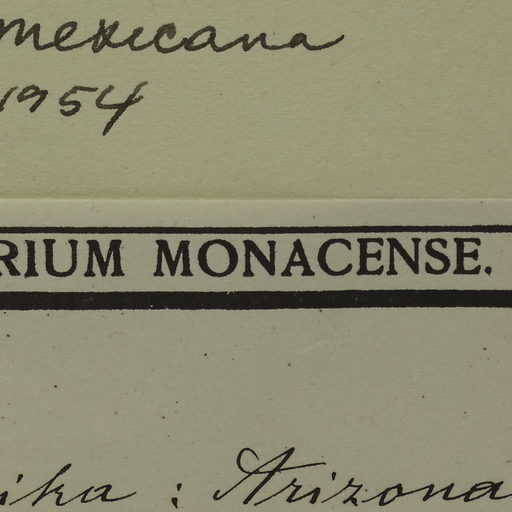 mexicana
1954
RIUM MONACENSE.
ika : Arizona